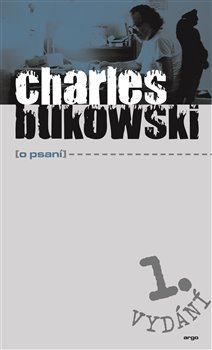 charles
bukowski
[o psaní]
1.
VYDÁNÍ
argo